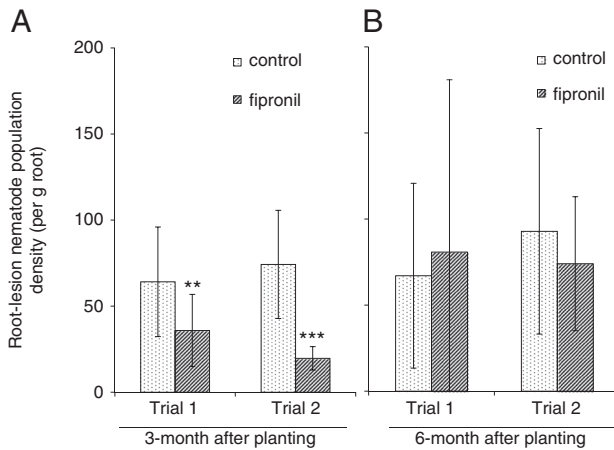 A
B
Root-lesion nematode population
density (per g root)
200
150
100
50
0
control
fipronil
**
***
Trial 1
Trial 2
3-month after planting
control
fipronil
Trial 1
Trial 2
6-month after planting